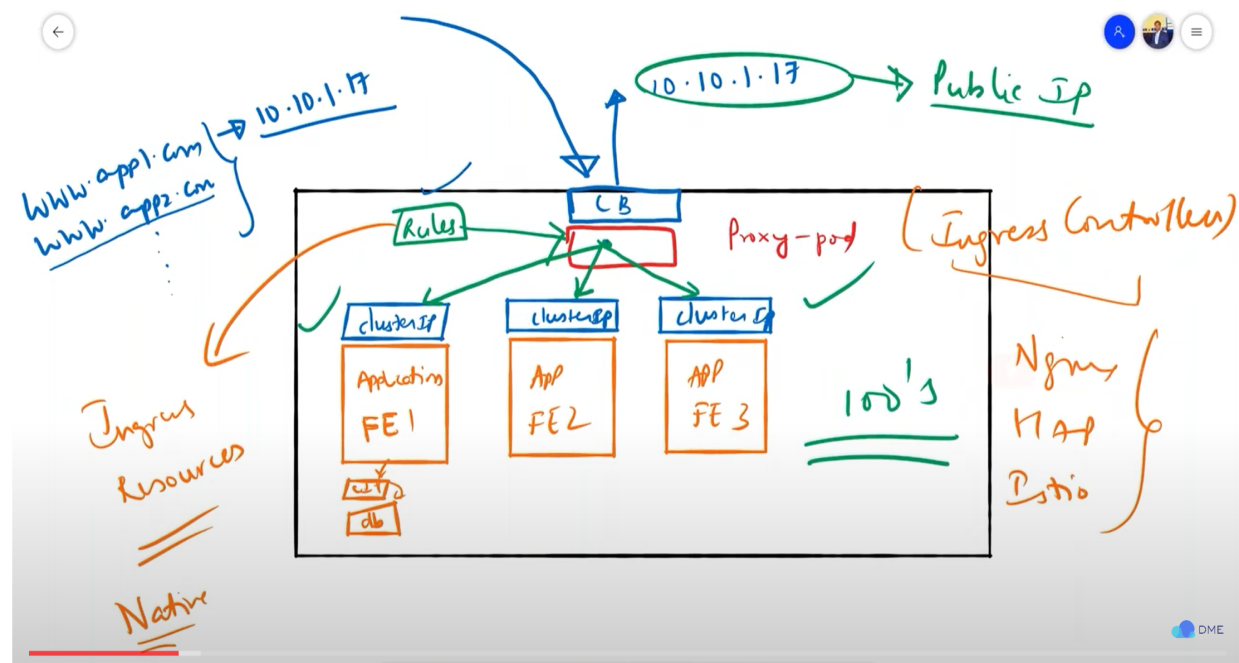 10.10.1.17
10.10.1.17
Public Ip
www.app1.com
www.app2.com
LB
Rules
Proxy-pod
(Ingress Controllers)
clusterIp
clusterIp
clusterIp
Application
FE1
APP
FE2
APP
FE3
db
100's
Nginx
HAP
Istio
Ingress
Resources
Native
DME